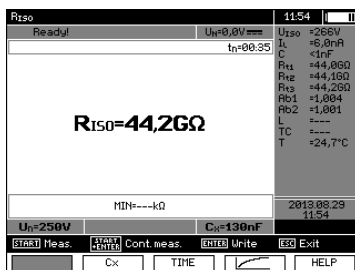 RISO 11:54
Ready! UN=0,0V
tn=00:35
RISO=44,2GΩ
MIN=---kΩ
Un=250V CX=130nF
UISO =266V
IL =6,0nA
C <1nF
Rt1 =44,0GΩ
Rt2 =44,1GΩ
Rt3 =44,2GΩ
Ab1 =1,004
Ab2 =1,001
L =---
TC =---
T =24,7°C
2013.08.29
11:54
START Meas. START +ENTER Cont.meas. ENTER Write ESC Exit
Cx TIME HELP